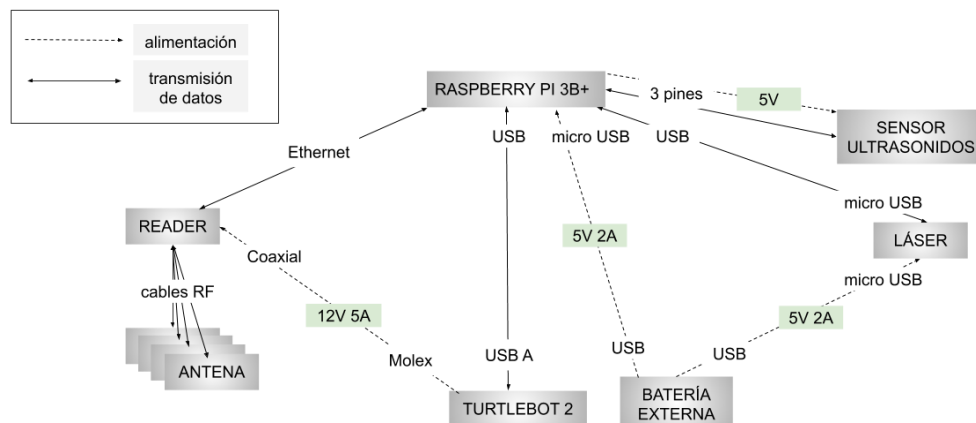 alimentación
transmisión
de datos
RASPBERRY PI 3B+
3 pines
5V
SENSOR
ULTRASONIDOS
USB
micro USB
USB
Ethernet
micro USB
READER
LÁSER
Coaxial
5V 2A
micro USB
cables RF
12V 5A
5V 2A
USB A
USB
USB
Molex
ANTENA
TURTLEBOT 2
BATERÍA
EXTERNA